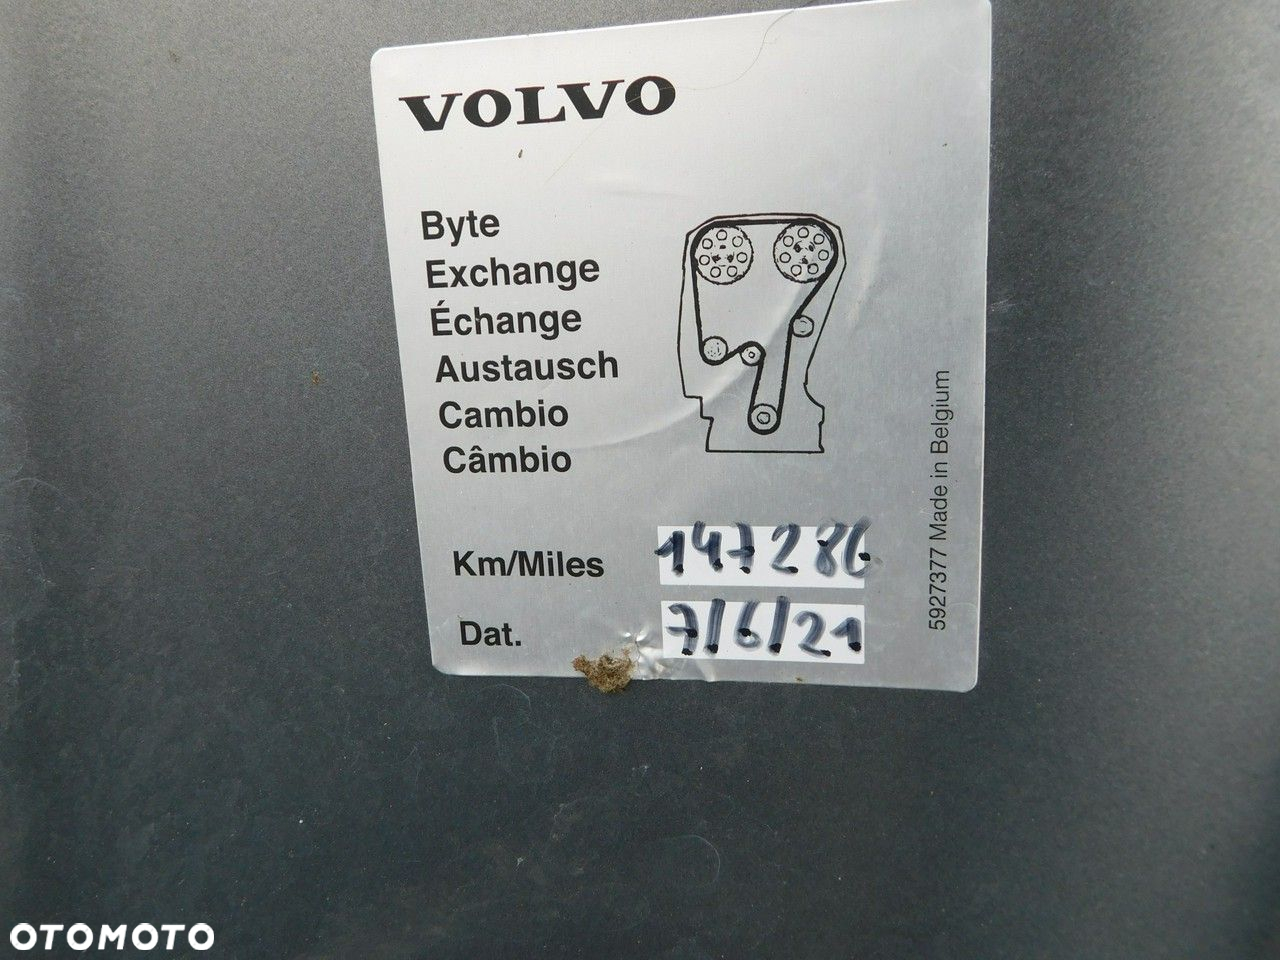 VOLVO
Byte
Exchange
Échange
Austausch
Cambio
Câmbio
Km/Miles 147286
Dat. 7/6/21
5927377 Made in Belgium
OTOMOTO